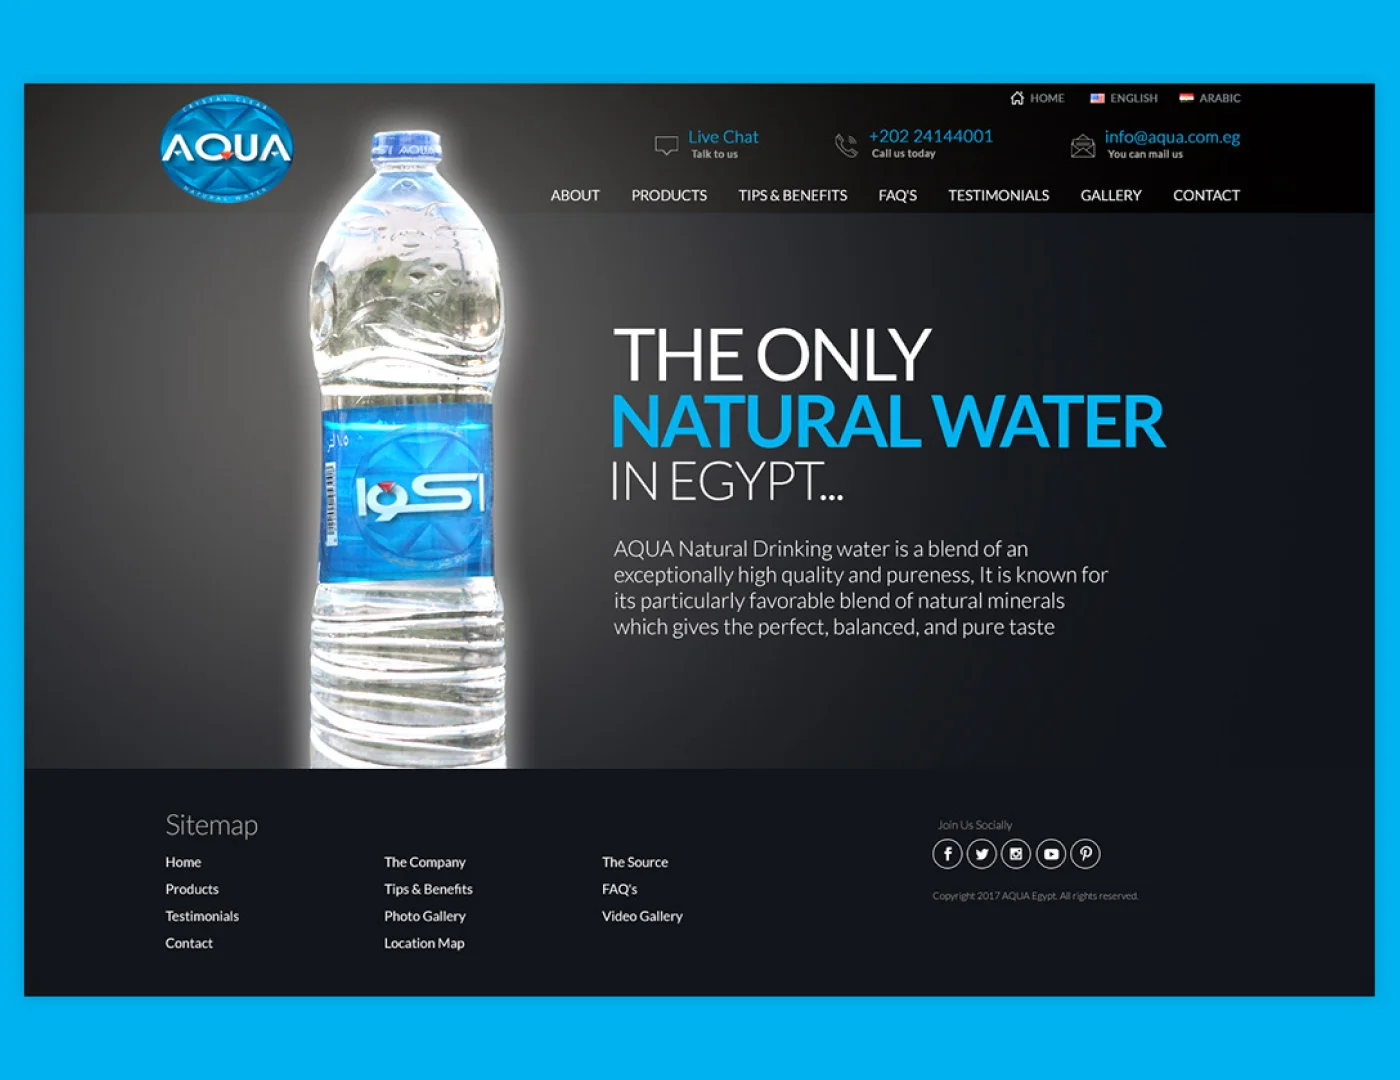 CRYSTAL CLEAR
AQUA
NATURAL WATER
HOME
ENGLISH
ARABIC
Live Chat
Talk to us
+202 24144001
Call us today
info@aqua.com.eg
You can mail us
ABOUT
PRODUCTS
TIPS & BENEFITS
FAQ'S
TESTIMONIALS
GALLERY
CONTACT
AQUA
اكوا
THE ONLY
NATURAL WATER
IN EGYPT...
AQUA Natural Drinking water is a blend of an
exceptionally high quality and pureness, It is known for
its particularly favorable blend of natural minerals
which gives the perfect, balanced, and pure taste
Sitemap
Home
Products
Testimonials
Contact
The Company
Tips & Benefits
Photo Gallery
Location Map
The Source
FAQ's
Video Gallery
Join Us Socially
Copyright 2017 AQUA Egypt. All rights reserved.